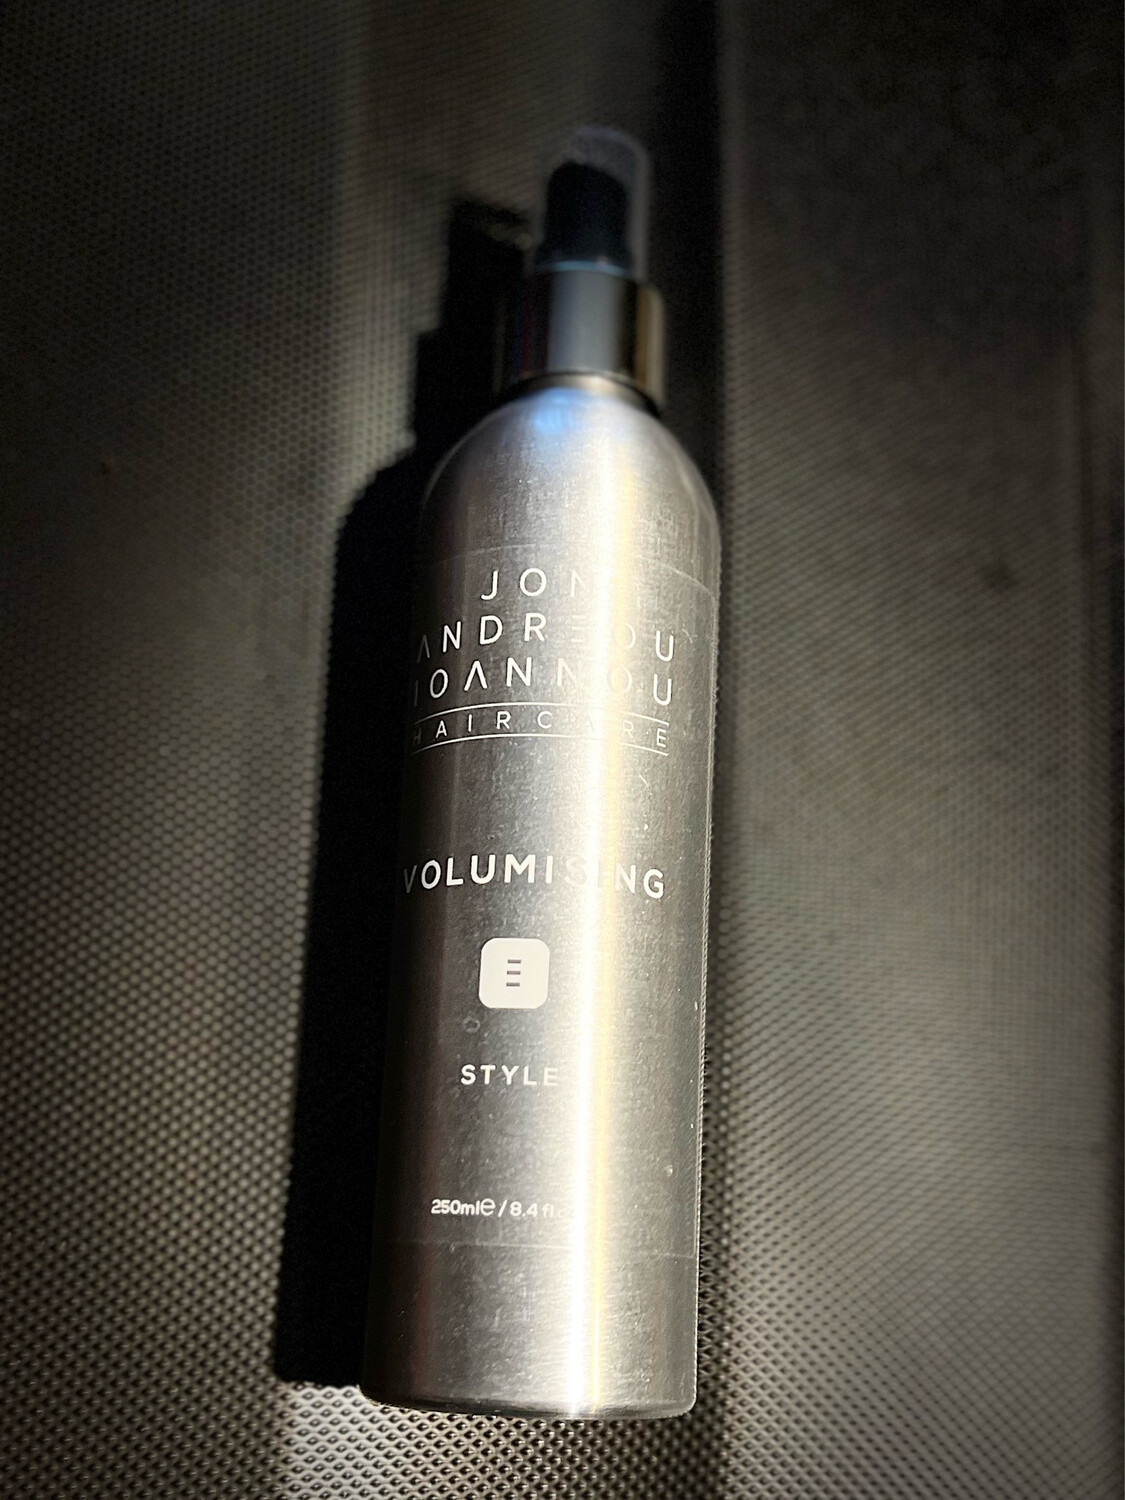 JON
ANDREOU
IOANNOU
HAIRCARE
VOLUMISING
STYLE
250ml℮ / 8.4 fl.